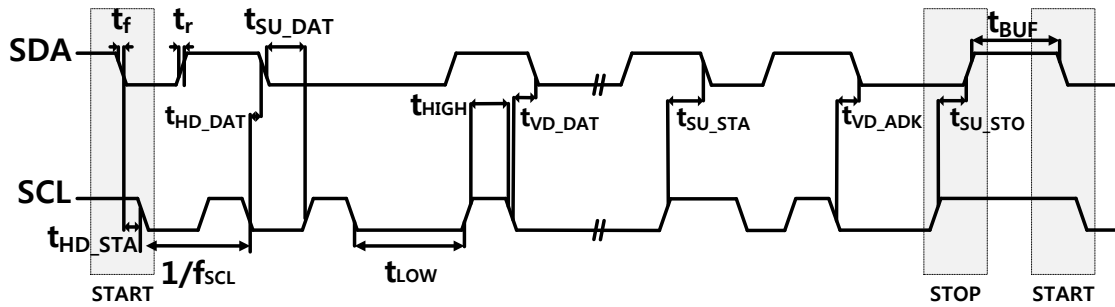 tf
tr
tSU_DAT
tBUF
SDA
tHD_DAT
tHIGH
tVD_DAT
tSU_STA
tVD_ADK
tSU_STO
SCL
tHD_STA
1/fSCL
tLOW
START
STOP
START